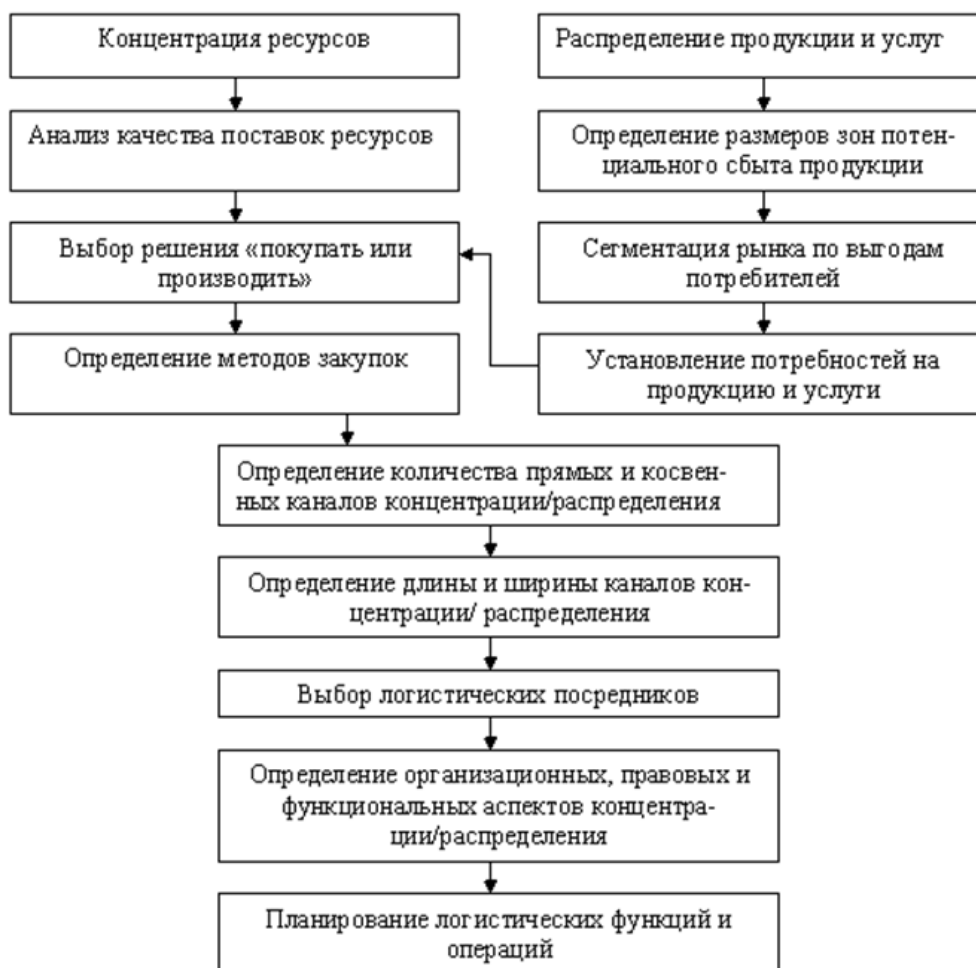 Концентрация ресурсов
Распределение продукции и услуг
Анализ качества поставок ресурсов
Определение размеров зон потен-
циального сбыта продукции
Выбор решения «покупать или
производить»
Сегментация рынка по выгодам
потребителей
Определение методов закупок
Установление потребностей на
продукцию и услуги
Определение количества прямых и косвен-
ных каналов концентрации/распределения
Определение длины и ширины каналов кон-
центрации/ распределения
Выбор логистических посредников
Определение организационных, правовых и
функциональных аспектов концентра-
ции/распределения
Планирование логистических функций и
операций